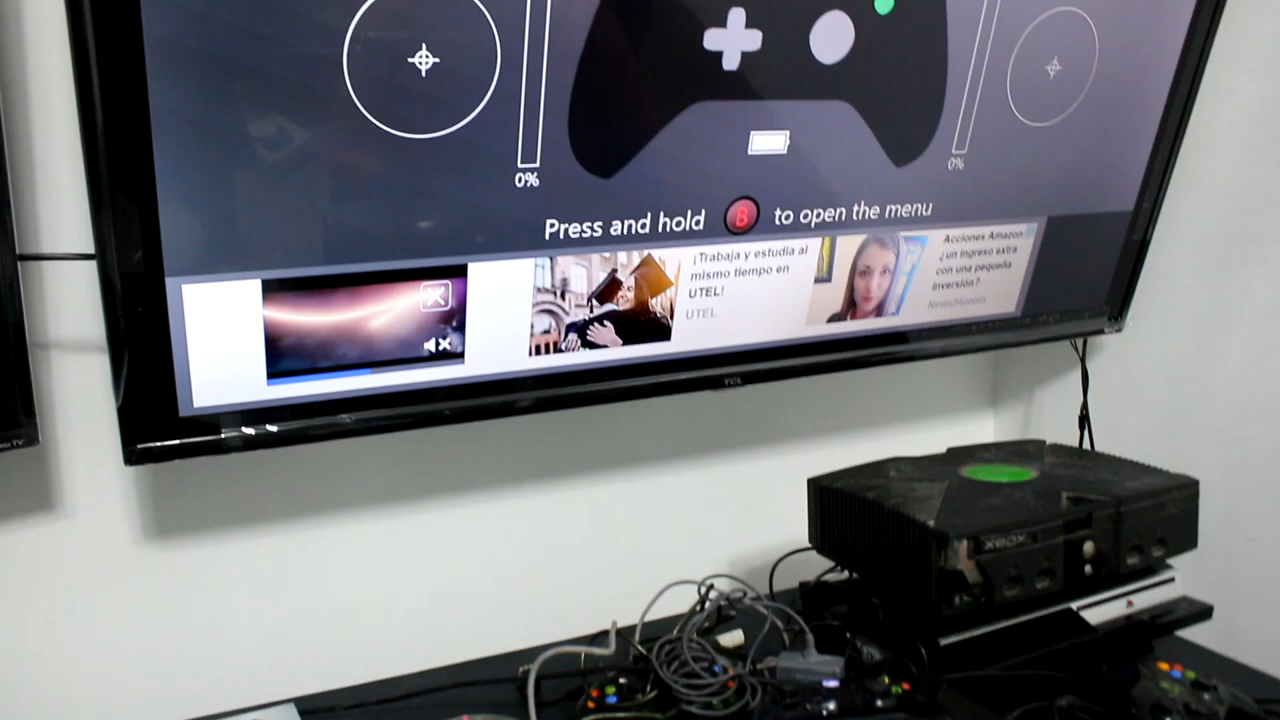 0%
0%
Press and hold B to open the menu
¡Trabaja y estudia al
mismo tiempo en
UTEL!
UTEL
Acciones Amazon
¿un ingreso extra
con una pequeña
inversión?
TCL
XBOX